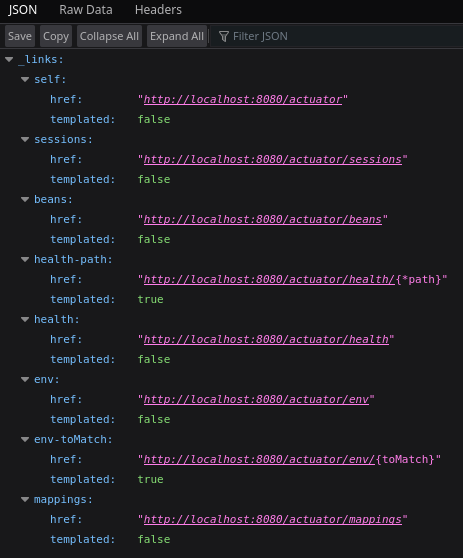 JSON Raw Data Headers
Save Copy Collapse All Expand All Filter JSON
_links:
self:
href: "http://localhost:8080/actuator"
templated: false
sessions:
href: "http://localhost:8080/actuator/sessions"
templated: false
beans:
href: "http://localhost:8080/actuator/beans"
templated: false
health-path:
href: "http://localhost:8080/actuator/health/{*path}"
templated: true
health:
href: "http://localhost:8080/actuator/health"
templated: false
env:
href: "http://localhost:8080/actuator/env"
templated: false
env-toMatch:
href: "http://localhost:8080/actuator/env/{toMatch}"
templated: true
mappings:
href: "http://localhost:8080/actuator/mappings"
templated: false